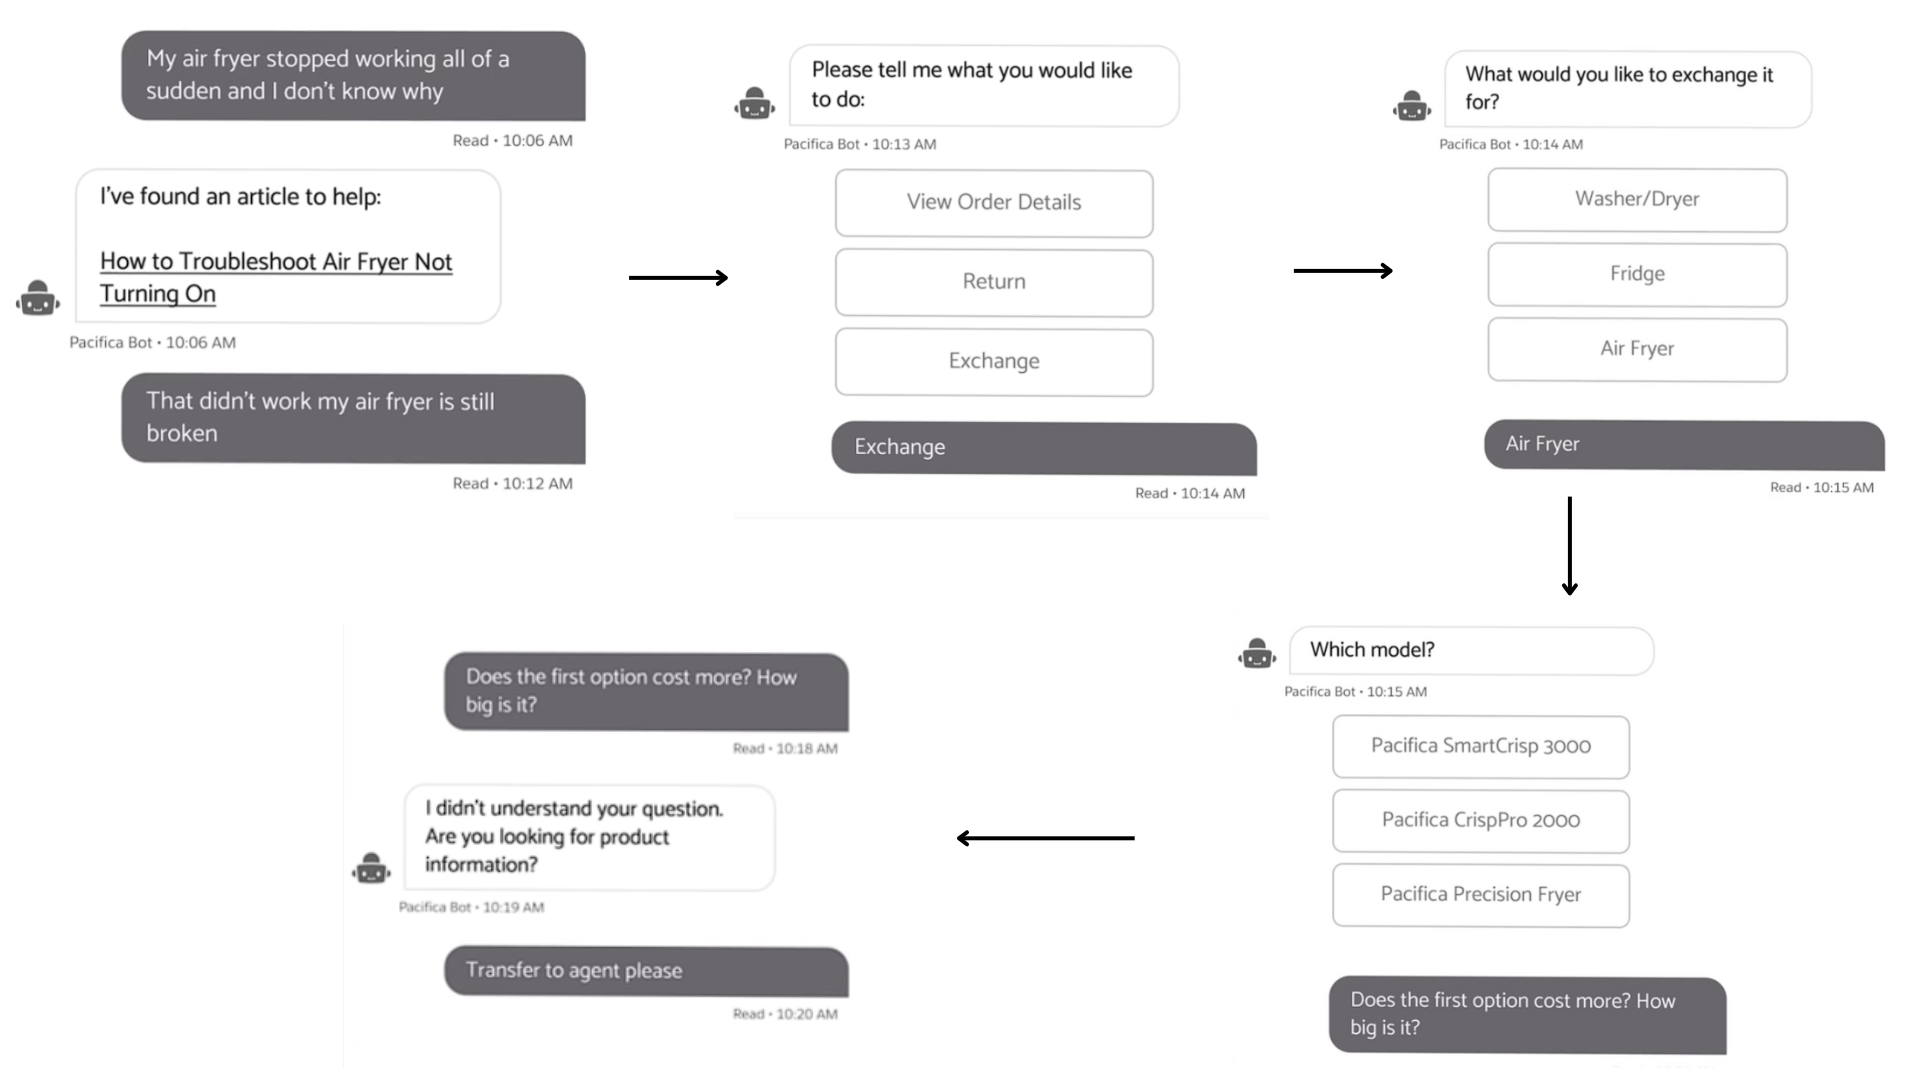 My air fryer stopped working all of a
sudden and I don't know why
Read • 10:06 AM
I've found an article to help:
How to Troubleshoot Air Fryer Not
Turning On
Pacifica Bot • 10:06 AM
That didn't work my air fryer is still
broken
Read • 10:12 AM
Please tell me what you would like
to do:
Pacifica Bot • 10:13 AM
View Order Details
Return
Exchange
Exchange
Read • 10:14 AM
What would you like to exchange it
for?
Pacifica Bot • 10:14 AM
Washer/Dryer
Fridge
Air Fryer
Air Fryer
Read • 10:15 AM
Which model?
Pacifica Bot • 10:15 AM
Pacifica SmartCrisp 3000
Pacifica CrispPro 2000
Pacifica Precision Fryer
Does the first option cost more? How
big is it?
Does the first option cost more? How
big is it?
Read • 10:18 AM
I didn't understand your question.
Are you looking for product
information?
Pacifica Bot • 10:19 AM
Transfer to agent please
Read • 10:20 AM